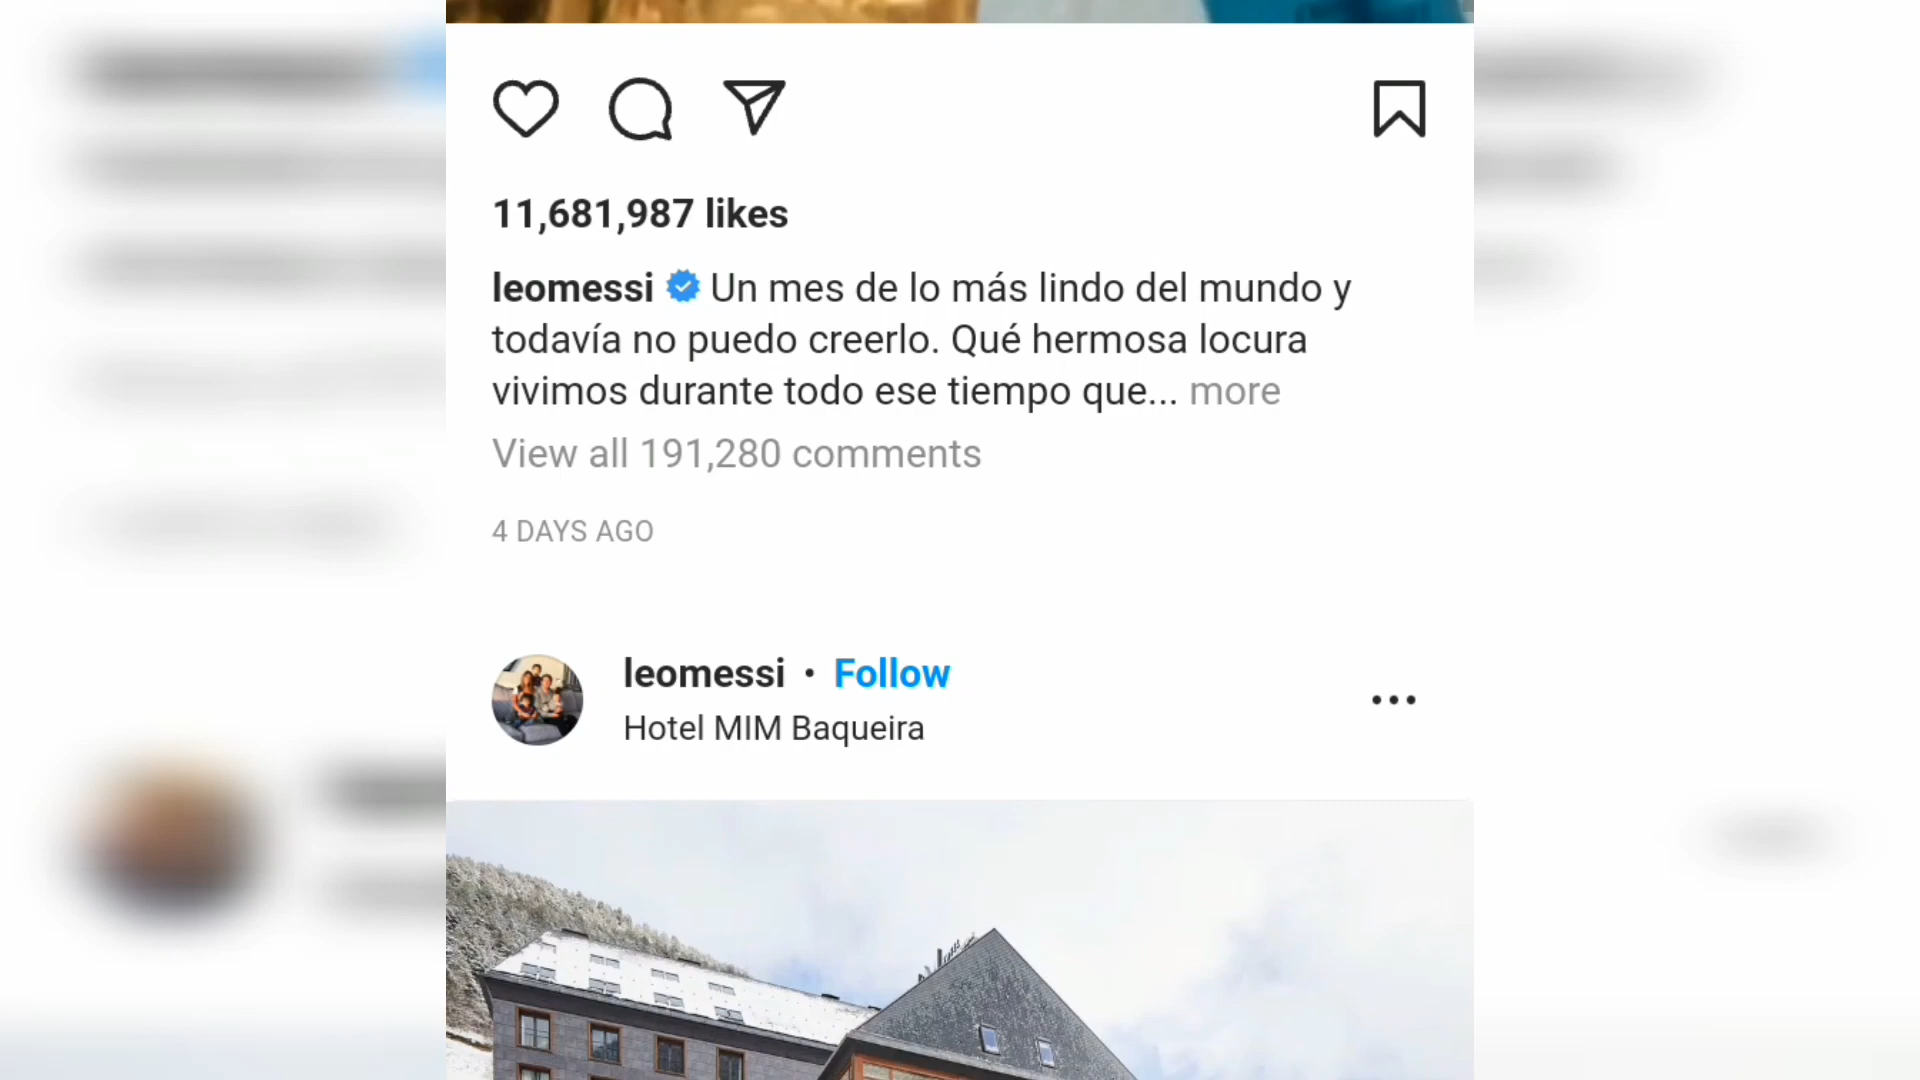 11,681,987 likes
leomessi Un mes de lo más lindo del mundo y
todavía no puedo creerlo. Qué hermosa locura
vivimos durante todo ese tiempo que... more
View all 191,280 comments
4 DAYS AGO
leomessi • Follow
Hotel MIM Baqueira